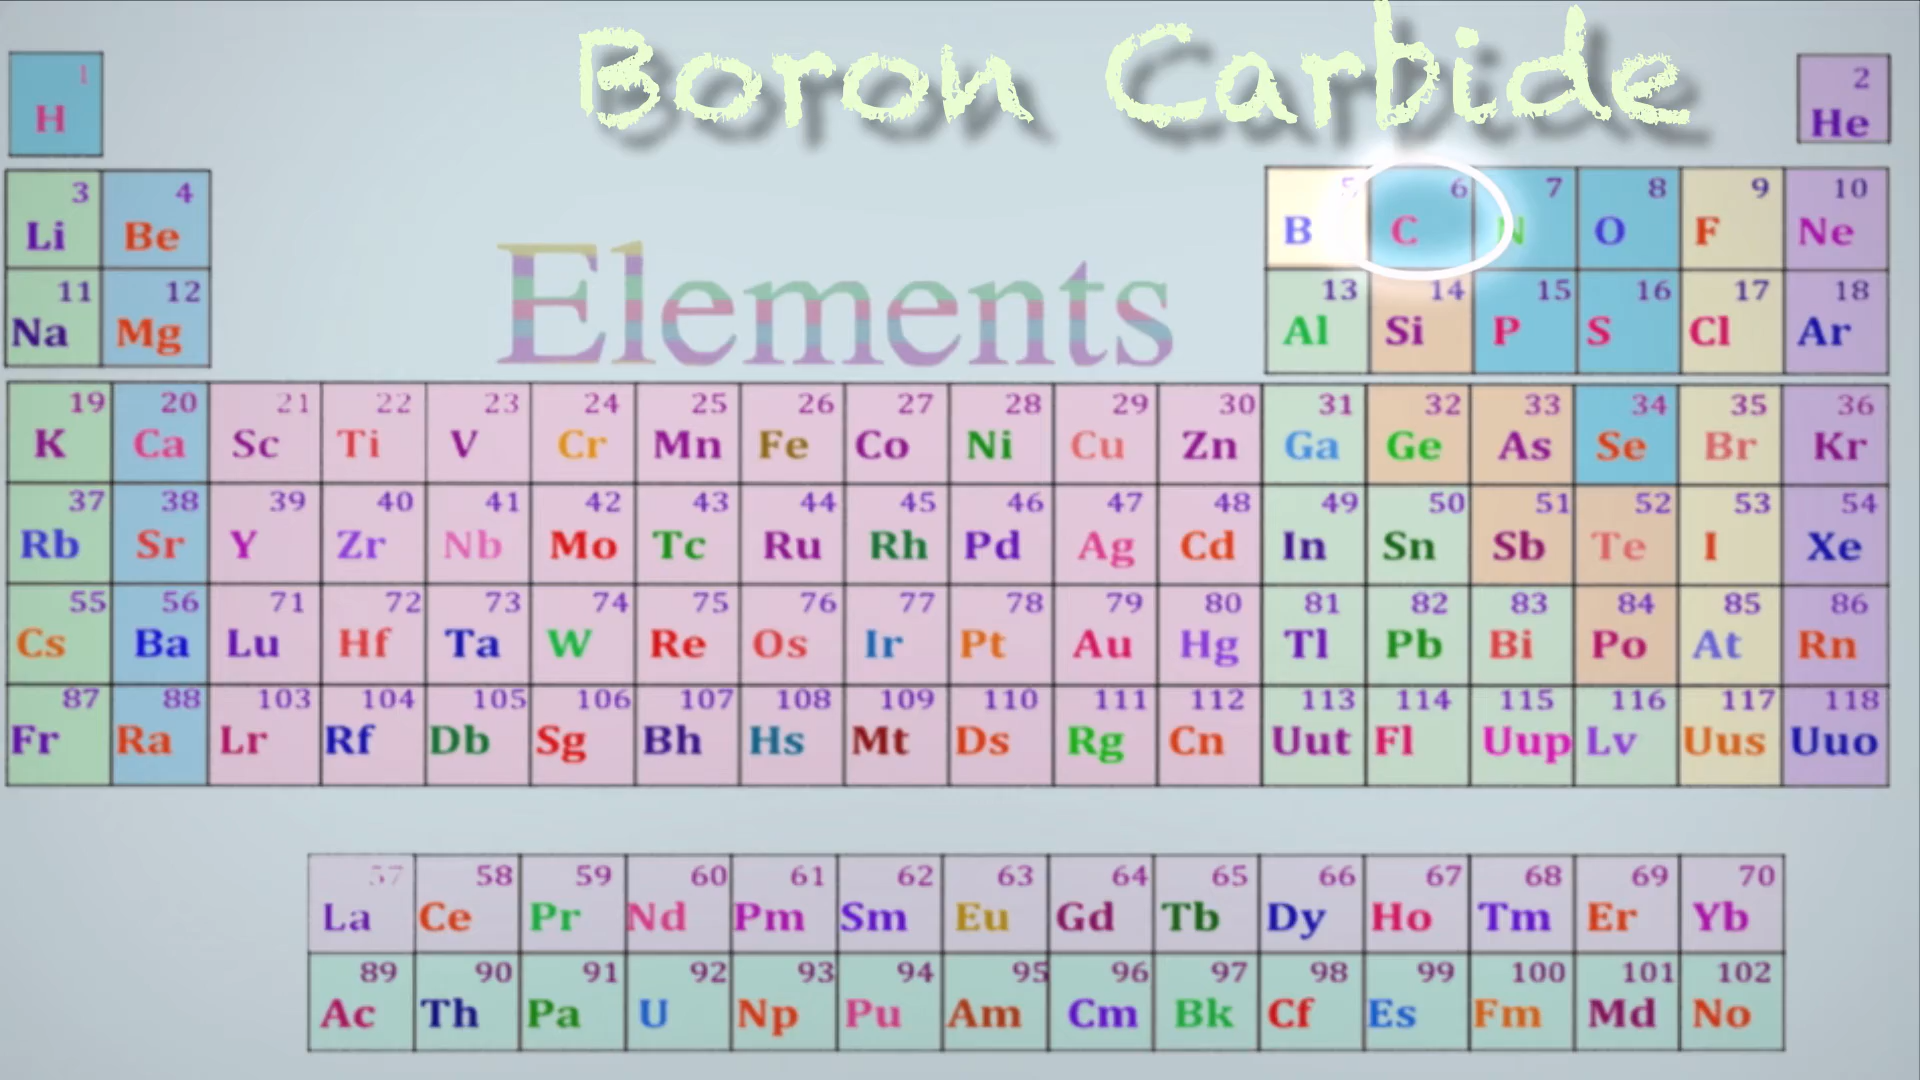 Boron Carbide
1 2
H He
3 4 5 6 7 8 9 10
Li Be B C N O F Ne
Elements
11 12 13 14 15 16 17 18
Na Mg Al Si P S Cl Ar
19 20 21 22 23 24 25 26 27 28 29 30 31 32 33 34 35 36
K Ca Sc Ti V Cr Mn Fe Co Ni Cu Zn Ga Ge As Se Br Kr
37 38 39 40 41 42 43 44 45 46 47 48 49 50 51 52 53 54
Rb Sr Y Zr Nb Mo Tc Ru Rh Pd Ag Cd In Sn Sb Te I Xe
55 56 71 72 73 74 75 76 77 78 79 80 81 82 83 84 85 86
Cs Ba Lu Hf Ta W Re Os Ir Pt Au Hg Tl Pb Bi Po At Rn
87 88 103 104 105 106 107 108 109 110 111 112 113 114 115 116 117 118
Fr Ra Lr Rf Db Sg Bh Hs Mt Ds Rg Cn Uut Fl Uup Lv Uus Uuo
57 58 59 60 61 62 63 64 65 66 67 68 69 70
La Ce Pr Nd Pm Sm Eu Gd Tb Dy Ho Tm Er Yb
89 90 91 92 93 94 95 96 97 98 99 100 101 102
Ac Th Pa U Np Pu Am Cm Bk Cf Es Fm Md No